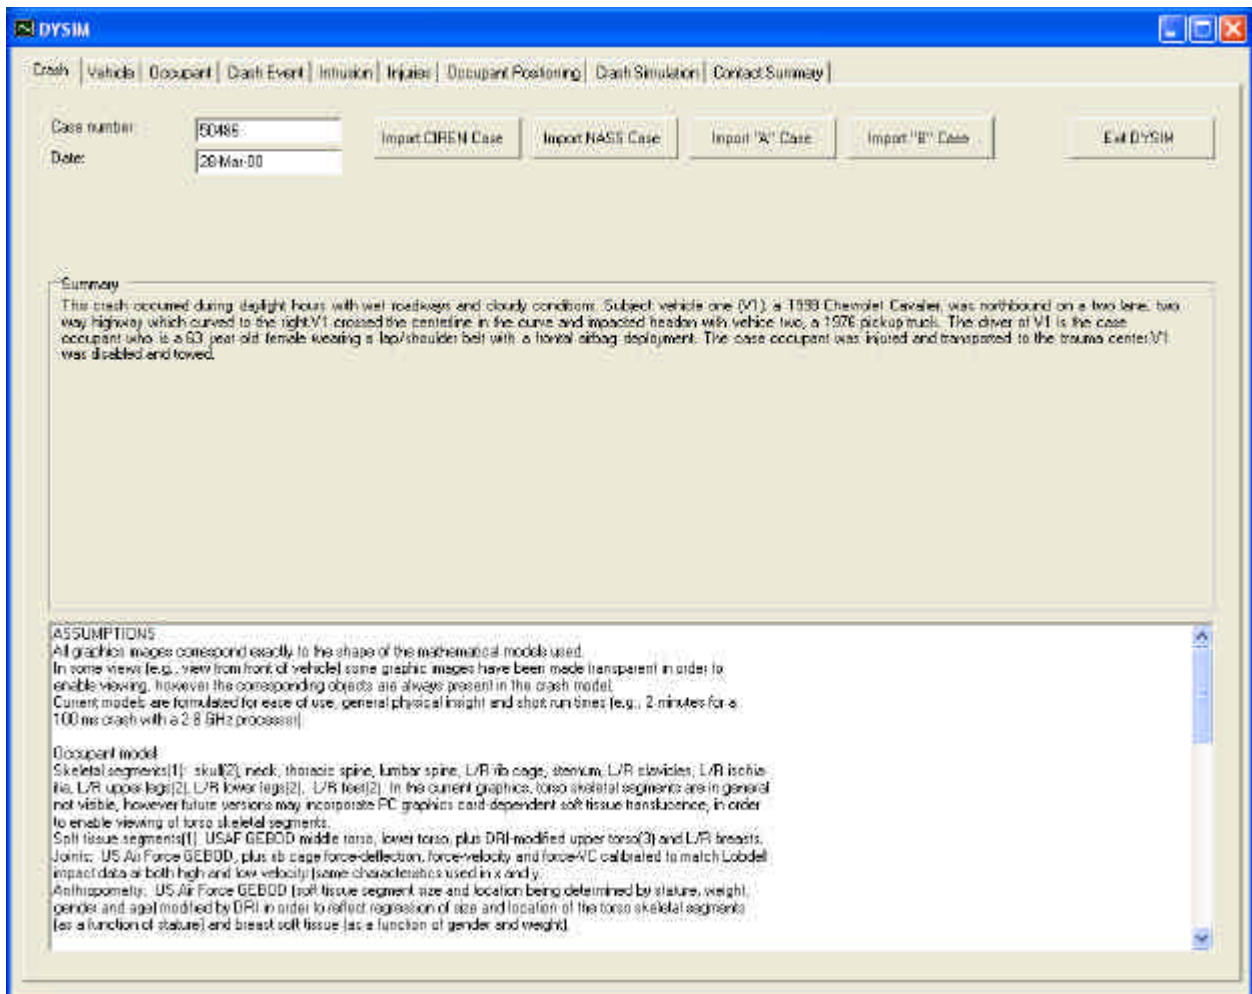 DYSIM
Crash Vehicle Occupant Crash Event Intrusion Injuries Occupant Positioning Crash Simulation Contact Summary
Case number: 50486 Import CIREN Case Import NASS Case Import "A" Case Import "B" Case Exit DYSIM
Date: 28-Mar-00
Summary
This crash occurred during daylight hours with wet roadways and cloudy conditions. Subject vehicle one (V1), a Chevrolet Cavalier, was northbound on a two lane, two
way highway which curved to the right.V1 crossed the centerline in the curve and impacted headon with vehicle two, a 1976 pickup truck. The driver of V1 is the case
occupant who is a 63 year old female wearing a lap/shoulder belt with a frontal airbag deployment. The case occupant was injured and transported to the trauma center.V1
was disabled and towed.
ASSUMPTIONS
All graphics images correspond exactly to the shape of the mathematical models used.
In some views (e.g., view from front of vehicle) some graphic images have been made transparent in order to
enable viewing, however the corresponding objects are always present in the crash model.
Current models are formulated for ease of use, general physical insight and short run times (e.g., 2 minutes for a
100 ms crash with a 2.8 GHz processor)
Occupant model
Skeletal segments(1): skull(2), neck, thoracic spine, lumbar spine, L/R rib cage, sternum, L/R clavicles, L/R ischia-
ilia, L/R upper legs(2), L/R lower legs(2), L/R feet(2). In the current graphics, torso skeletal segments are in general
not visible, however future versions may incorporate PC graphics card-dependent soft tissue translucence, in order
to enable viewing of torso skeletal segments.
Soft tissue segments(1): USAF GEBOD middle torso, lower torso, plus DRI-modified upper torso(3) and L/R breasts.
Joints: US Air Force GEBOD, plus rib cage force-deflection, force-velocity and force-VC calibrated to match Lobdell
impact data at both high and low velocity (same characteristics used in x and y.
Anthropometry: US Air Force GEBOD (soft tissue segment size and location being determined by stature, weight,
gender and age) modified by DRI in order to reflect regression of size and location of the torso skeletal segments
(as a function of stature) and breast soft tissue (as a function of gender and weight).